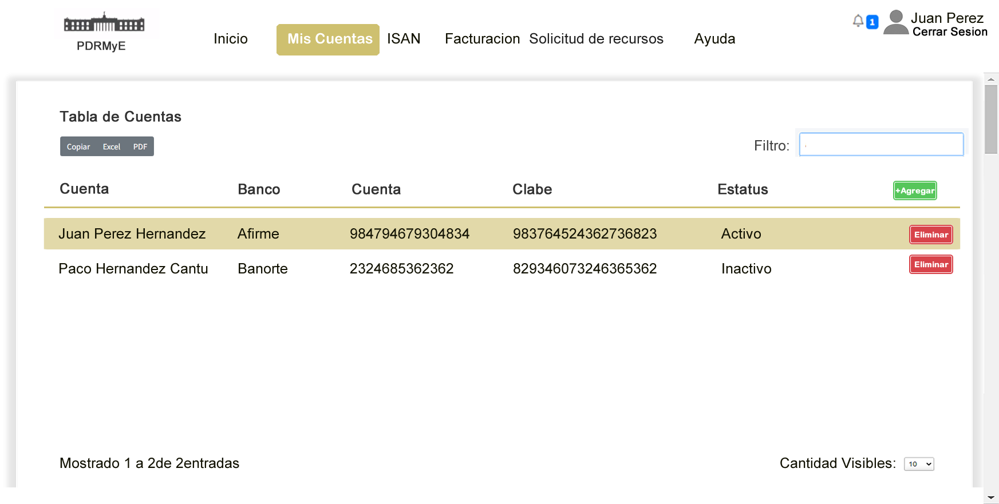 PDRMyE
Inicio Mis Cuentas ISAN Facturacion Solicitud de recursos Ayuda
1 Juan Perez
Cerrar Sesion
Tabla de Cuentas
Copiar Excel PDF
Filtro:
Cuenta Banco Cuenta Clabe Estatus +Agregar
Juan Perez Hernandez Afirme 984794679304834 983764524362736823 Activo Eliminar
Paco Hernandez Cantu Banorte 2324685362362 829346073246365362 Inactivo Eliminar
Mostrado 1 a 2de 2entradas
Cantidad Visibles: 10